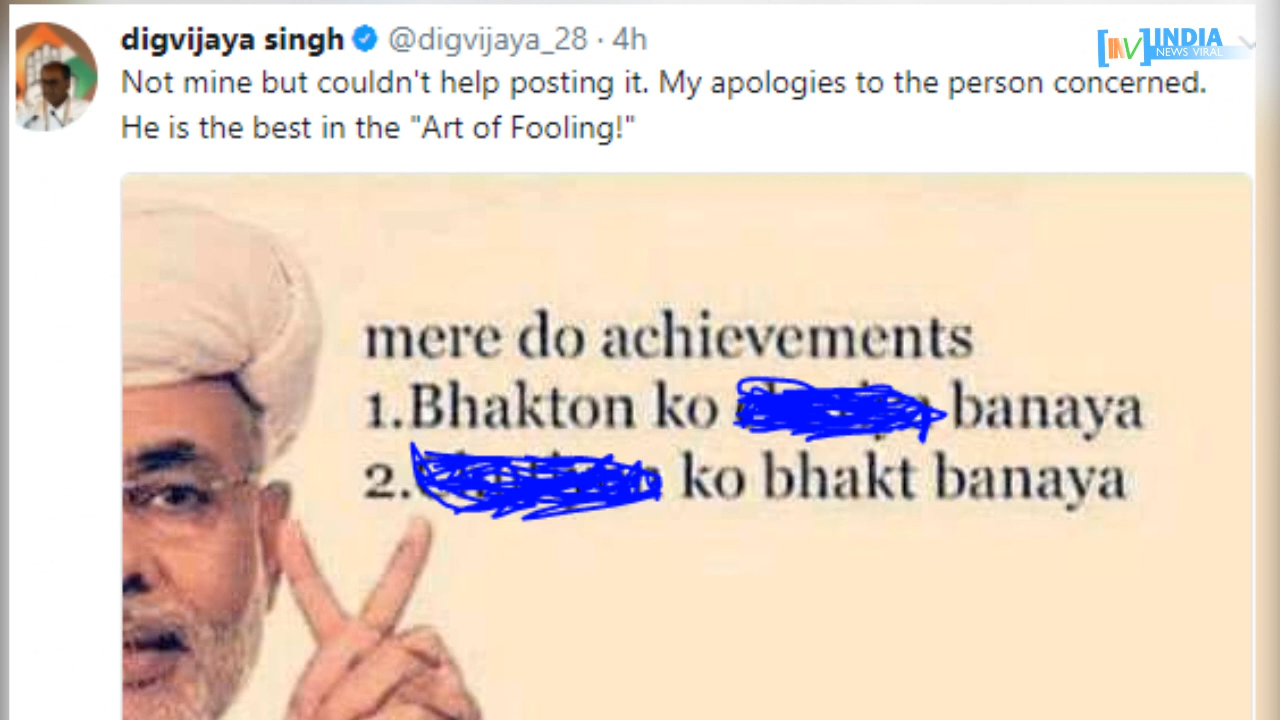 digvijaya singh @digvijaya_28 · 4h
[INV] INDIA
NEWS VIRAL
Not mine but couldn't help posting it. My apologies to the person concerned.
He is the best in the "Art of Fooling!"
mere do achievements
1.Bhakton ko banaya
2. ko bhakt banaya